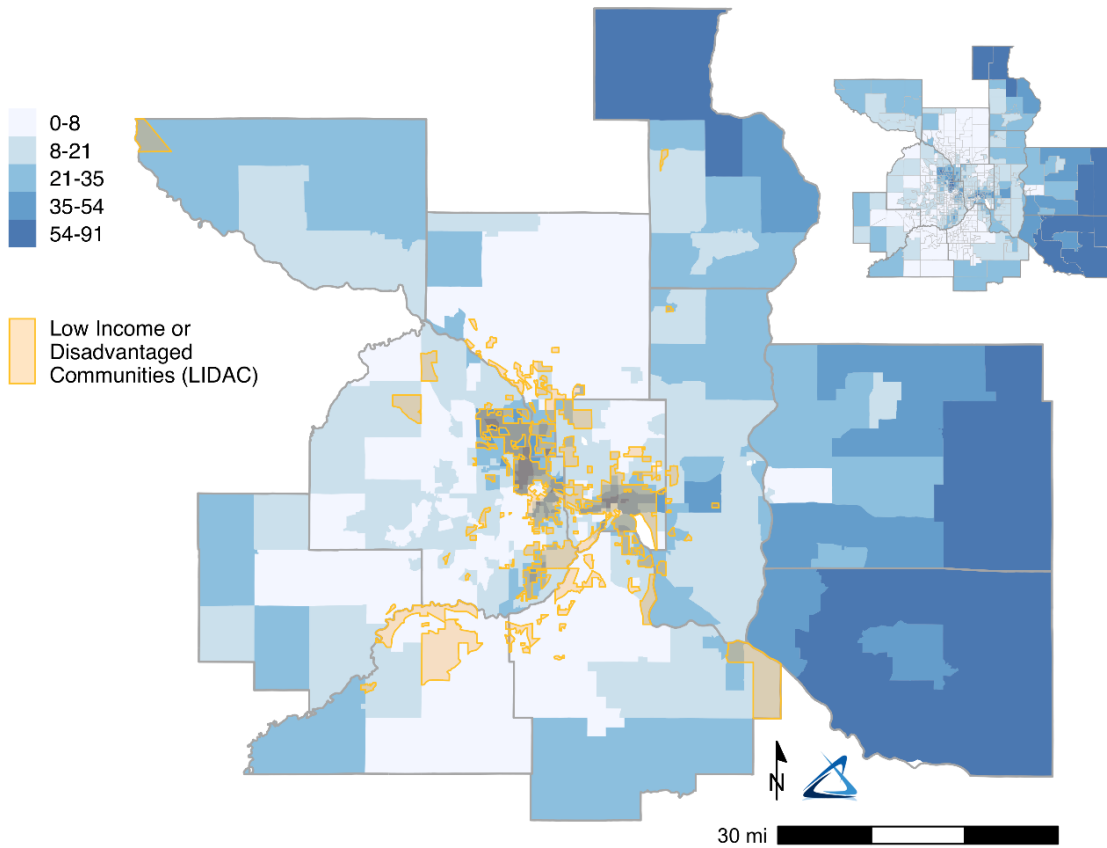 0-8
8-21
21-35
35-54
54-91
Low Income or
Disadvantaged
Communities (LIDAC)
N
30 mi